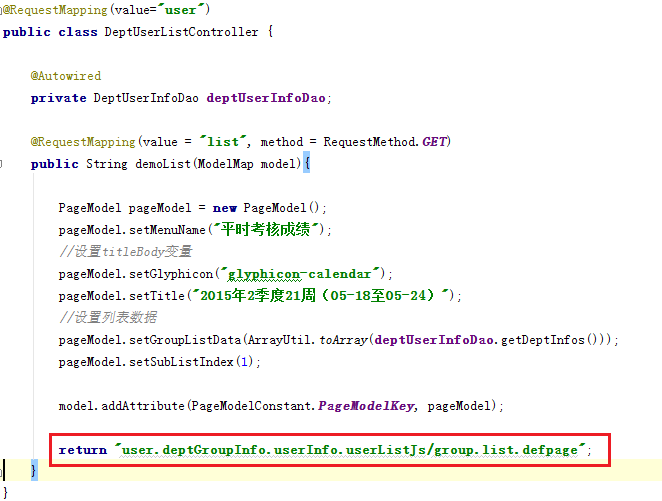 @RequestMapping(value="user")
public class DeptUserListController {
@Autowired
private DeptUserInfoDao deptUserInfoDao;
@RequestMapping(value = "list", method = RequestMethod.GET)
public String demoList(ModelMap model){
PageModel pageModel = new PageModel();
pageModel.setMenuName("平时考核成绩");
//设置titleBody变量
pageModel.setGlyphicon("glyphicon-calendar");
pageModel.setTitle("2015年2季度21周（05-18至05-24）");
//设置列表数据
pageModel.setGroupListData(ArrayUtil.toArray(deptUserInfoDao.getDeptInfos()));
pageModel.setSubListIndex(1);
model.addAttribute(PageModelConstant.PageModelKey, pageModel);
return "user.deptGroupInfo.userInfo.userListJs/group.list.defpage";
}
}